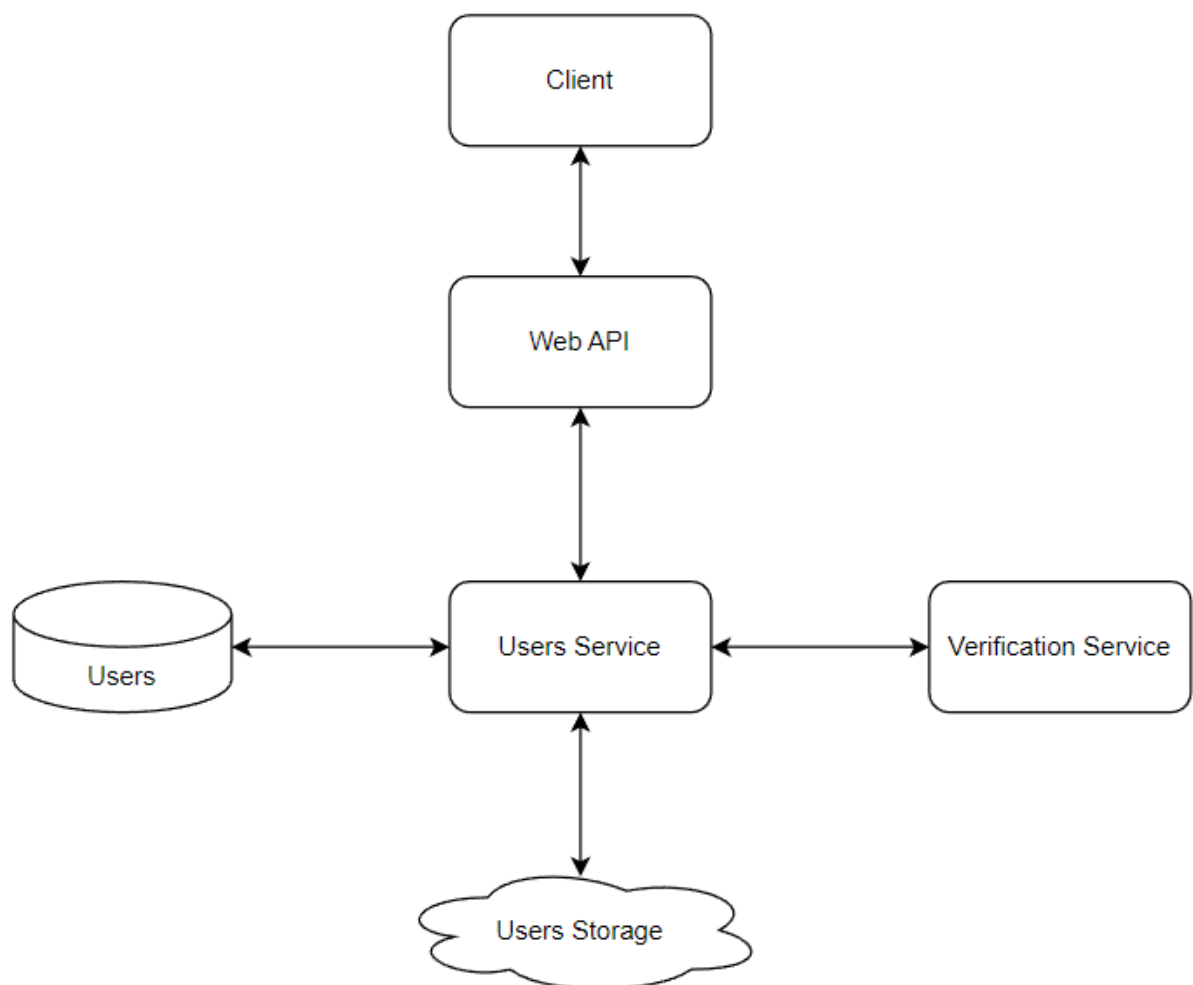 Client
Web API
Users
Users Service
Verification Service
Users Storage